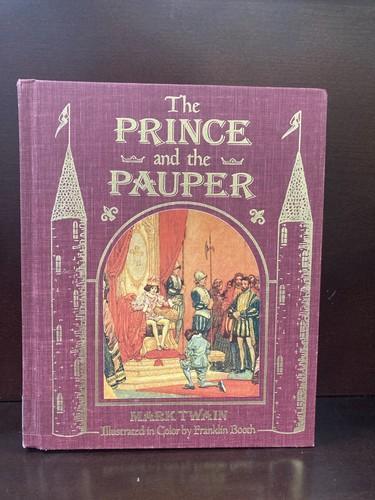 The
PRINCE
and the
PAUPER
MARK TWAIN
Illustrated in Color by Franklin Booth